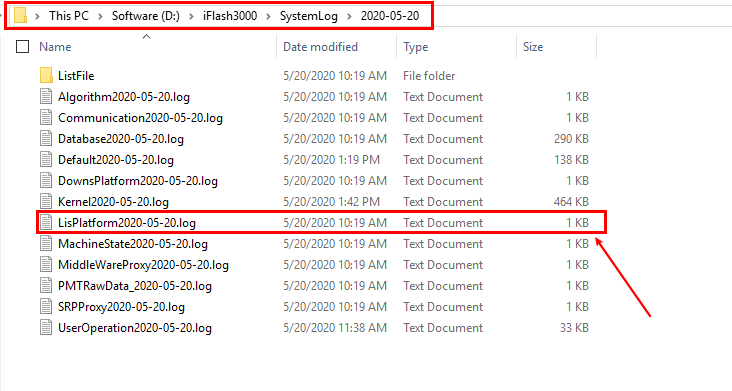 This PC > Software (D:) > iFlash3000 > SystemLog > 2020-05-20
Name Date modified Type Size
ListFile 5/20/2020 10:19 AM File folder
Algorithm2020-05-20.log 5/20/2020 10:19 AM Text Document 1 KB
Communication2020-05-20.log 5/20/2020 10:19 AM Text Document 1 KB
Database2020-05-20.log 5/20/2020 10:19 AM Text Document 290 KB
Default2020-05-20.log 5/20/2020 1:19 PM Text Document 138 KB
DownsPlatform2020-05-20.log 5/20/2020 10:19 AM Text Document 1 KB
Kernel2020-05-20.log 5/20/2020 1:42 PM Text Document 464 KB
LisPlatform2020-05-20.log 5/20/2020 10:19 AM Text Document 1 KB
MachineState2020-05-20.log 5/20/2020 10:19 AM Text Document 1 KB
MiddleWareProxy2020-05-20.log 5/20/2020 10:19 AM Text Document 1 KB
PMTRawData_2020-05-20.log 5/20/2020 10:19 AM Text Document 1 KB
SRPProxy2020-05-20.log 5/20/2020 10:19 AM Text Document 1 KB
UserOperation2020-05-20.log 5/20/2020 11:38 AM Text Document 33 KB